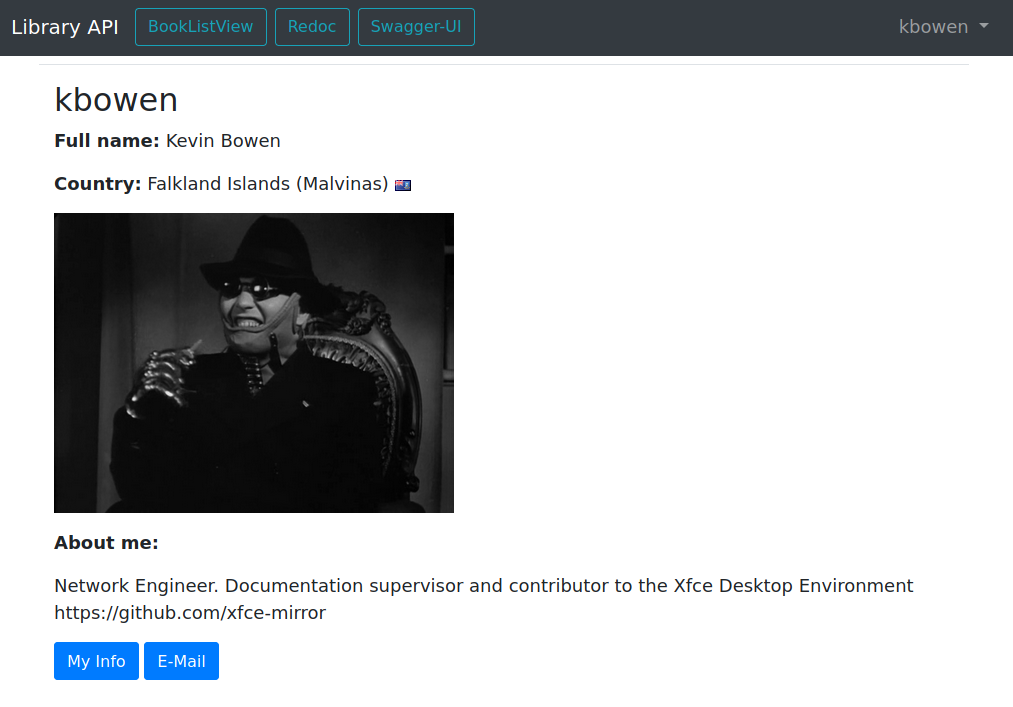 Library API BookListView Redoc Swagger-UI kbowen
kbowen
Full name: Kevin Bowen
Country: Falkland Islands (Malvinas)
About me:
Network Engineer. Documentation supervisor and contributor to the Xfce Desktop Environment
https://github.com/xfce-mirror
My Info E-Mail